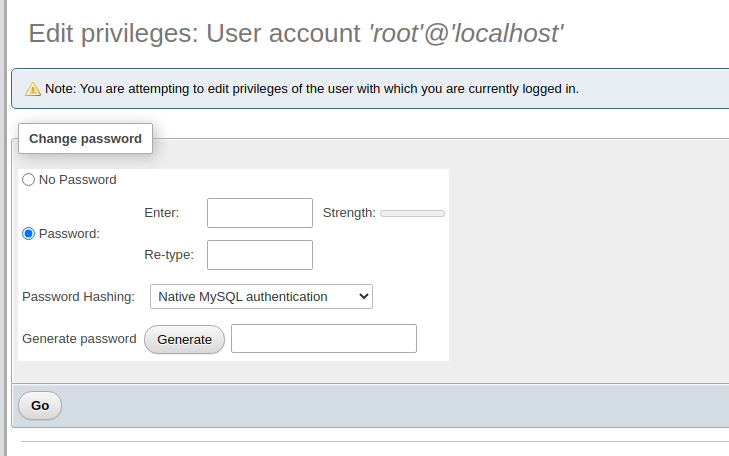 Edit privileges: User account 'root'@'localhost'
Note: You are attempting to edit privileges of the user with which you are currently logged in.
Change password
No Password
Password:
Enter:
Strength:
Re-type:
Password Hashing:
Native MySQL authentication
Generate password
Generate
Go